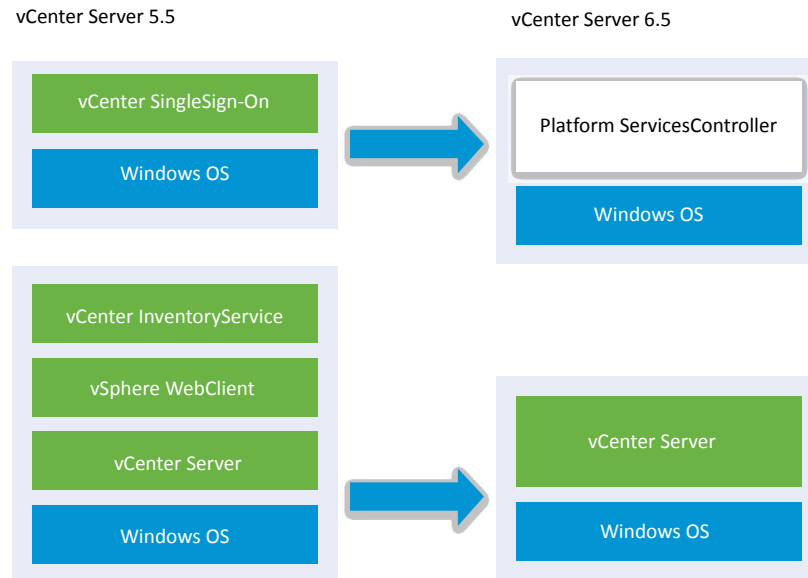 vCenter Server 5.5
vCenter Server 6.5
vCenter SingleSign-On
Windows OS
Platform ServicesController
Windows OS
vCenter InventoryService
vSphere WebClient
vCenter Server
Windows OS
vCenter Server
Windows OS